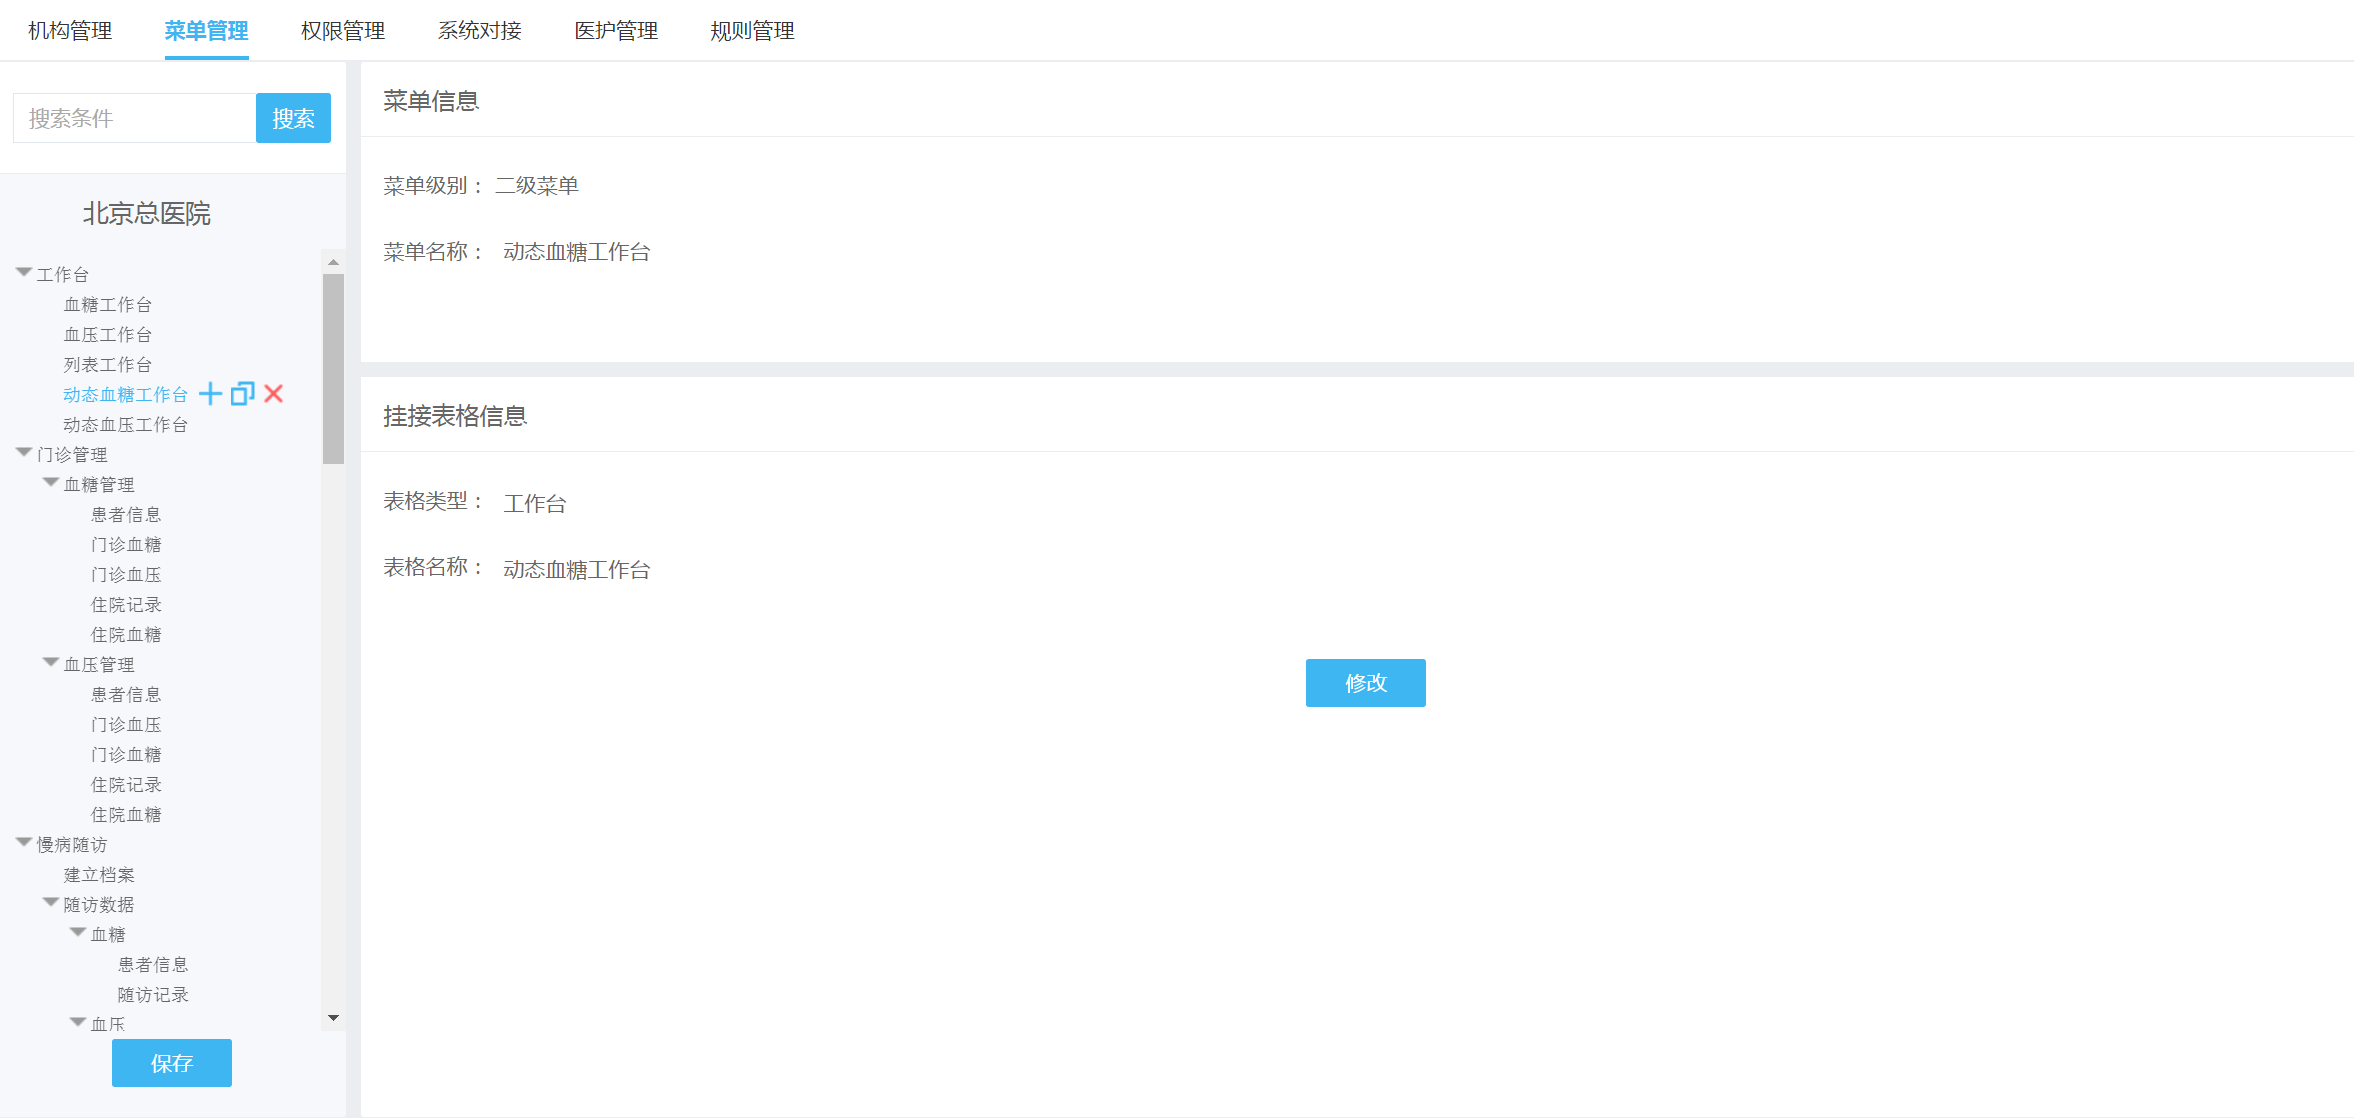 机构管理 菜单管理 权限管理 系统对接 医护管理 规则管理
搜索条件 搜索
北京总医院
工作台
血糖工作台
血压工作台
列表工作台
动态血糖工作台
动态血压工作台
门诊管理
血糖管理
患者信息
门诊血糖
门诊血压
住院记录
住院血糖
血压管理
患者信息
门诊血压
门诊血糖
住院记录
住院血糖
慢病随访
建立档案
随访数据
血糖
患者信息
随访记录
血压
保存
菜单信息
菜单级别： 二级菜单
菜单名称： 动态血糖工作台
挂接表格信息
表格类型： 工作台
表格名称： 动态血糖工作台
修改